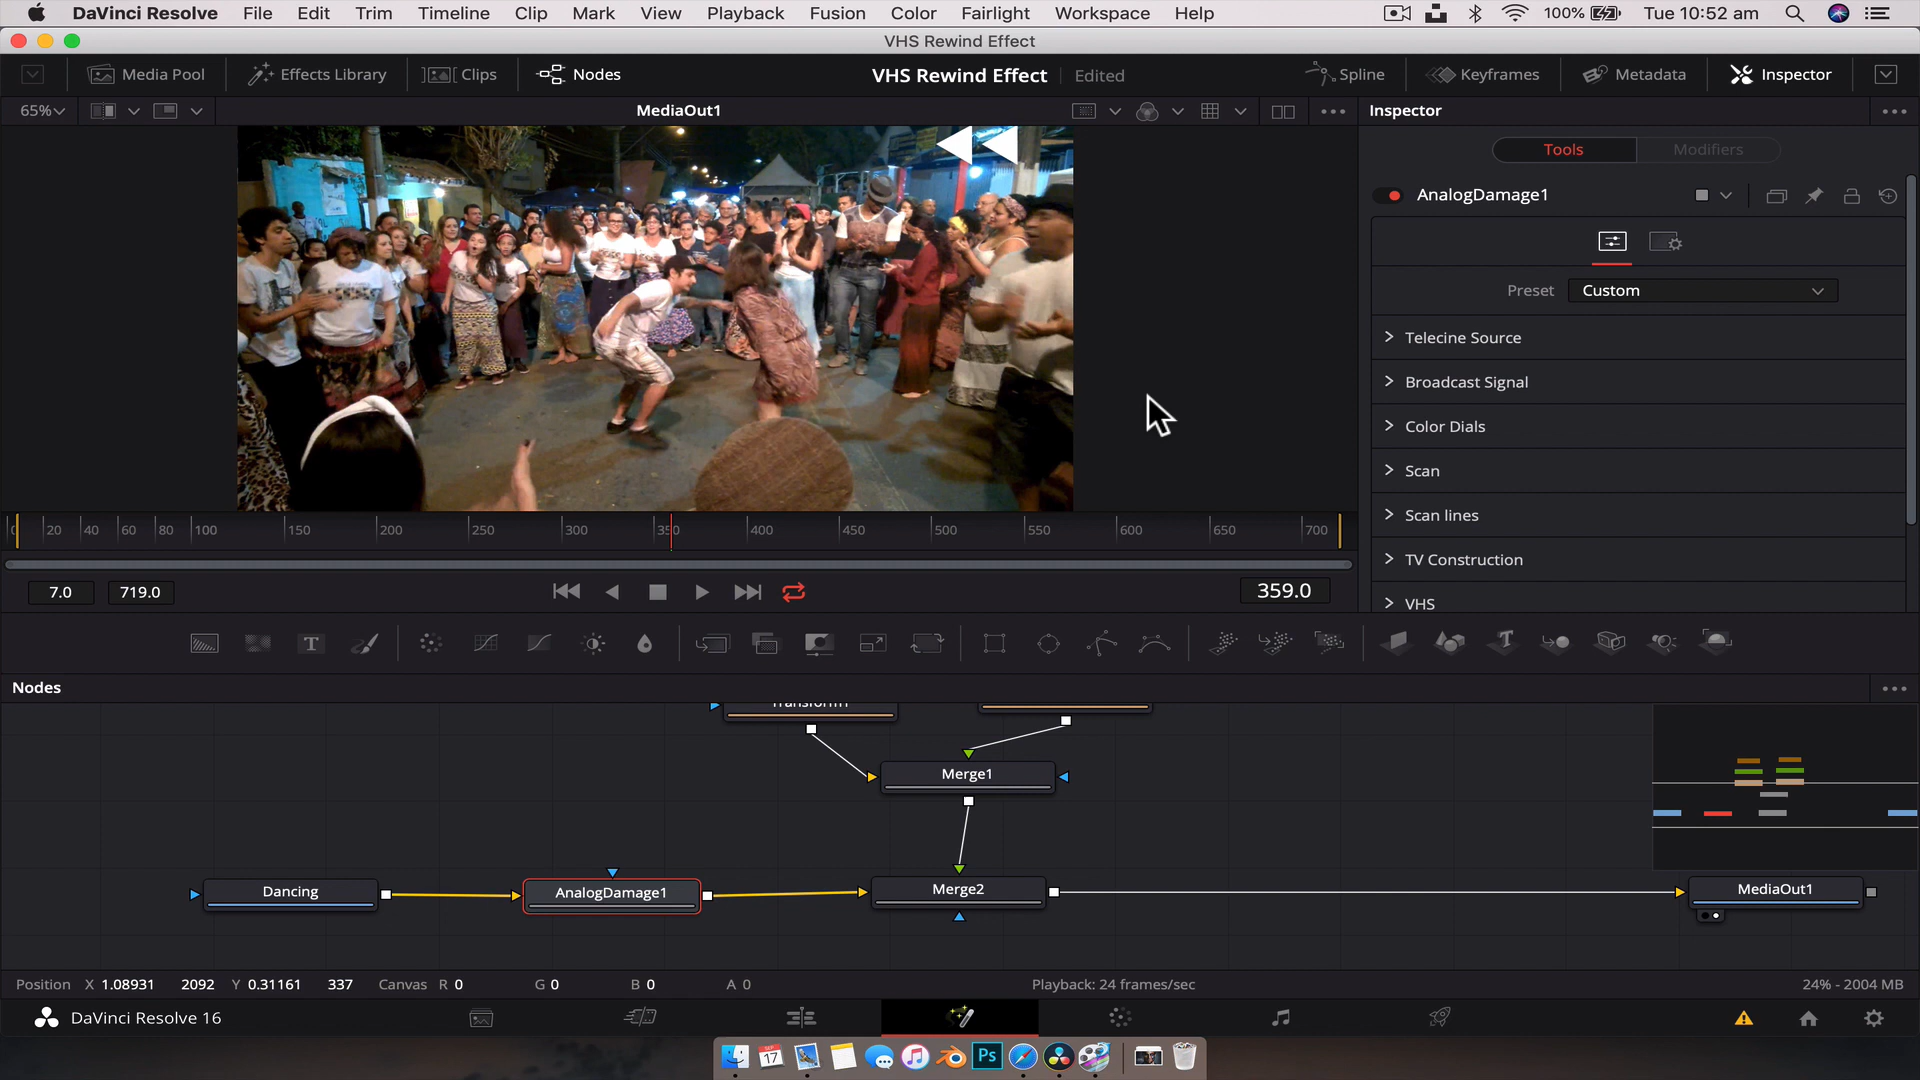 DaVinci Resolve File Edit Trim Timeline Clip Mark View Playback Fusion Color Fairlight Workspace Help 100% Tue 10:52 am
VHS Rewind Effect
Media Pool Effects Library Clips Nodes VHS Rewind Effect Edited Spline Keyframes Metadata Inspector
65% MediaOut1 Inspector
Tools Modifiers
AnalogDamage1
Preset Custom
Telecine Source
Broadcast Signal
Color Dials
Scan
Scan lines
TV Construction
VHS
0 20 40 60 80 100 150 200 250 300 350 400 450 500 550 600 650 700
7.0 719.0 359.0
T T
Nodes
Transform1
Merge1
Dancing AnalogDamage1 Merge2 MediaOut1
Position X 1.08931 2092 Y 0.31161 337 Canvas R 0 G 0 B 0 A 0 Playback: 24 frames/sec 24% - 2004 MB
DaVinci Resolve 16
SEP
17
Ps